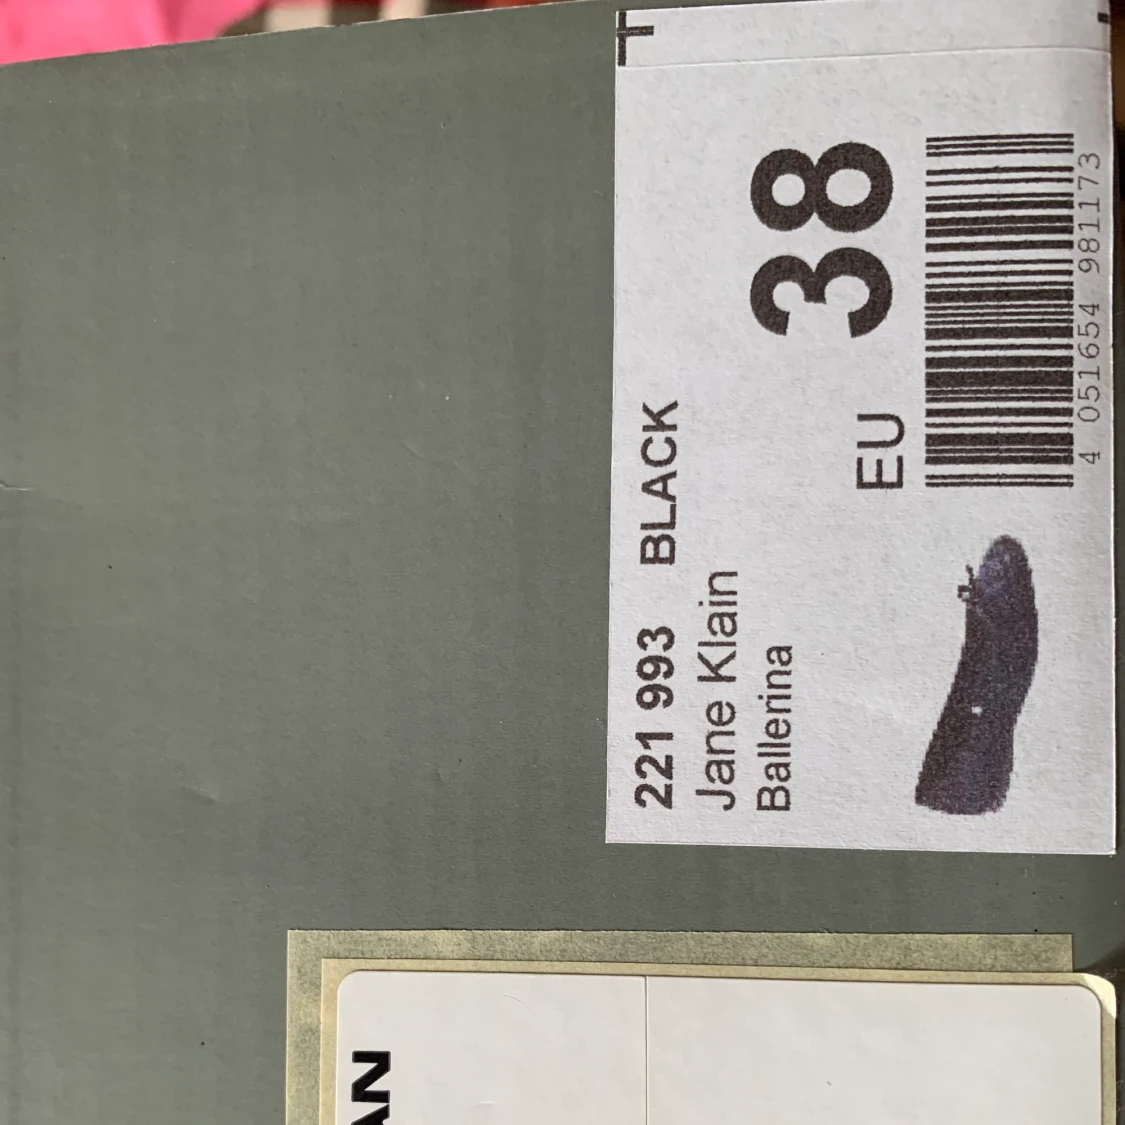 221 993 BLACK
Jane Klain
Ballerina
EU 38
4 051654 981173
AN